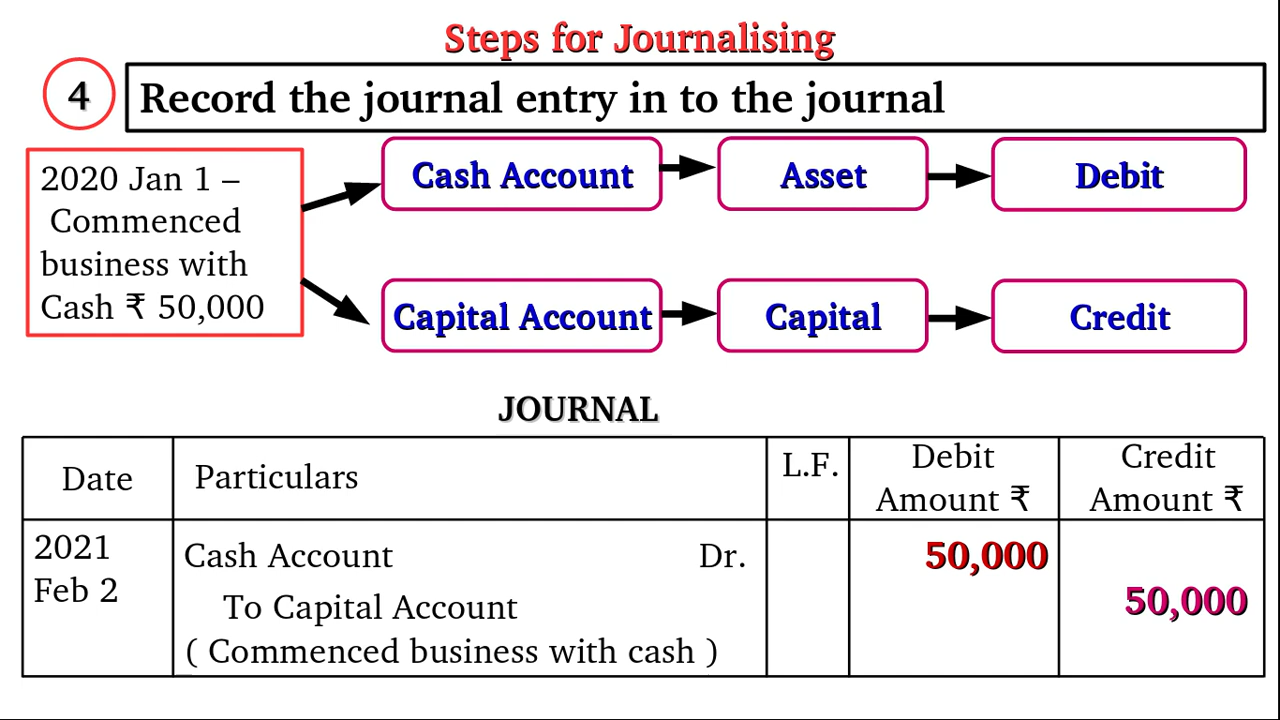 Steps for Journalising
4 Record the journal entry in to the journal
2020 Jan 1 –
Commenced
business with
Cash ₹ 50,000
Cash Account
Asset
Debit
Capital Account
Capital
Credit
JOURNAL
Date
Particulars
L.F.
Debit
Amount ₹
Credit
Amount ₹
2021
Feb 2
Cash Account Dr.
To Capital Account
( Commenced business with cash )
50,000
50,000